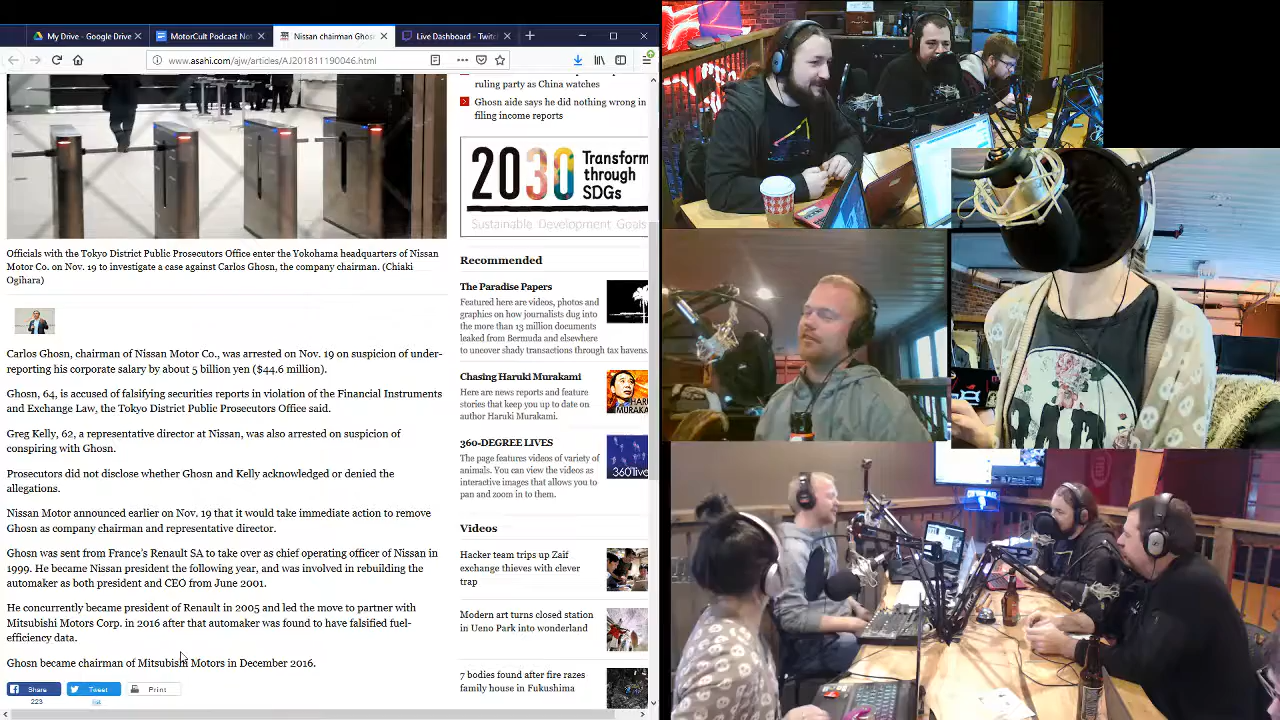 My Drive - Google Drive
MotorCult Podcast No
Nissan chairman Ghos
Live Dashboard - Twitc
www.asahi.com/ajw/articles/AJ201811190046.html
ruling party as China watches
Ghosn aide says he did nothing wrong in
filing income reports
2030 Transform
through
SDGs
Sustainable Development Goals
Officials with the Tokyo District Public Prosecutors Office enter the Yokohama headquarters of Nissan
Motor Co. on Nov. 19 to investigate a case against Carlos Ghosn, the company chairman. (Chiaki
Ogihara)
Carlos Ghosn, chairman of Nissan Motor Co., was arrested on Nov. 19 on suspicion of under-
reporting his corporate salary by about 5 billion yen ($44.6 million).
Ghosn, 64, is accused of falsifying securities reports in violation of the Financial Instruments
and Exchange Law, the Tokyo District Public Prosecutors Office said.
Greg Kelly, 62, a representative director at Nissan, was also arrested on suspicion of
conspiring with Ghosn.
Prosecutors did not disclose whether Ghosn and Kelly acknowledged or denied the
allegations.
Nissan Motor announced earlier on Nov. 19 that it would take immediate action to remove
Ghosn as company chairman and representative director.
Ghosn was sent from France's Renault SA to take over as chief operating officer of Nissan in
1999. He became Nissan president the following year, and was involved in rebuilding the
automaker as both president and CEO from June 2001.
He concurrently became president of Renault in 2005 and led the move to partner with
Mitsubishi Motors Corp. in 2016 after that automaker was found to have falsified fuel-
efficiency data.
Ghosn became chairman of Mitsubishi Motors in December 2016.
Share
Tweet
Print
223
Recommended
The Paradise Papers
Featured here are videos, photos and
graphics on how journalists dug into
the more than 13 million documents
leaked from Bermuda and elsewhere
to uncover shady transactions through tax havens.
Chasing Haruki Murakami
Here are news reports and feature
stories that keep you up to date on
author Haruki Murakami.
HARUKI
MURAKA
360-DEGREE LIVES
The page features videos of variety of
animals. You can view the videos as
interactive images that allows you to
pan and zoom in to them.
360live
Videos
Hacker team trips up Zaif
exchange thieves with clever
trap
Modern art turns closed station
in Ueno Park into wonderland
7 bodies found after fire razes
family house in Fukushima
ON AIR